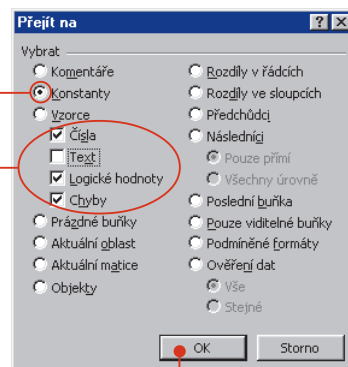 Přejít na
Vybrat
Komentáře
Konstanty
Vzorce
Čísla
Text
Logické hodnoty
Chyby
Prázdné buňky
Aktuální oblast
Aktuální matice
Objekty
Rozdíly v řádcích
Rozdíly ve sloupcích
Předchůdci
Následníci
Pouze přímí
Všechny úrovně
Poslední buňka
Pouze viditelné buňky
Podmíněné formáty
Ověření dat
Vše
Stejné
OK Storno